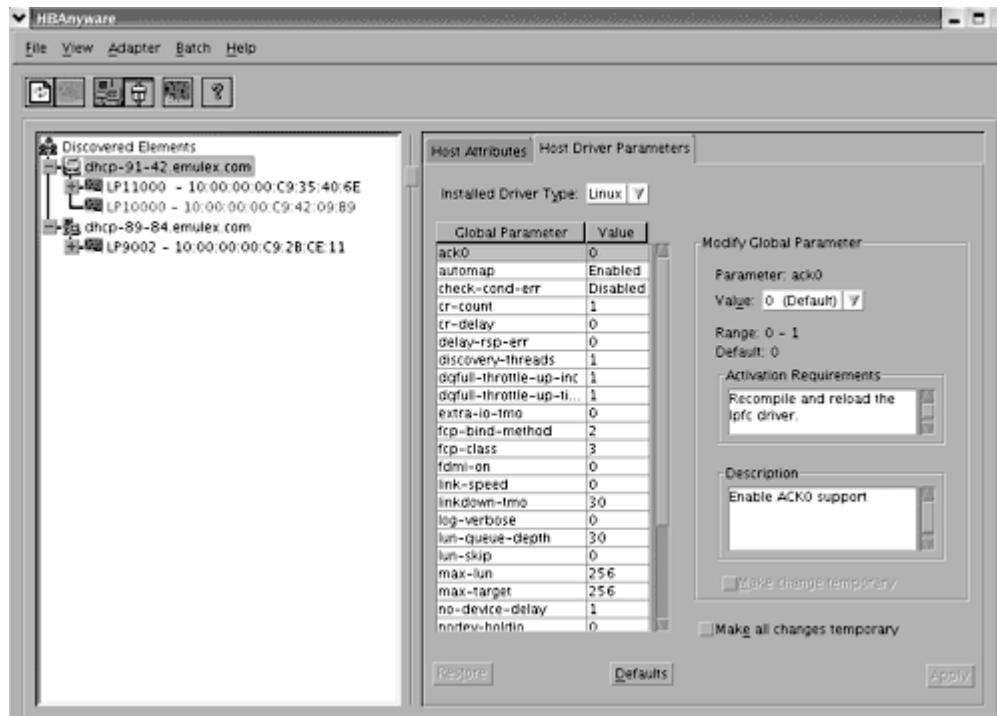 HBAnyware
File View Adapter Batch Help
Discovered Elements
dhcp-91-42.emulex.com
LP11000 - 10:00:00:00:C9:35:40:6E
LP10000 - 10:00:00:00:C9:42:09:B9
dhcp-89-84.emulex.com
LP9002 - 10:00:00:00:C9:2B:CE:11
Host Attributes Host Driver Parameters
Installed Driver Type: Linux
Global Parameter Value
ack0 0
automap Enabled
check-cond-err Disabled
cr-count 1
cr-delay 0
delay-rsp-err 0
discovery-threads 1
dqfull-throttle-up-inc 1
dqfull-throttle-up-ti... 1
extra-io-tmo 0
fcp-bind-method 2
fcp-class 3
fdmi-on 0
link-speed 0
linkdown-tmo 30
log-verbose 0
lun-queue-depth 30
lun-skip 0
max-lun 256
max-target 256
no-device-delay 1
nodev-holdio 0
Modify Global Parameter
Parameter: ack0
Value: 0 (Default)
Range: 0 - 1
Default: 0
Activation Requirements
Recompile and reload the
lpfc driver.
Description
Enable ACK0 support
Make change temporary
Make all changes temporary
Restore Defaults Apply